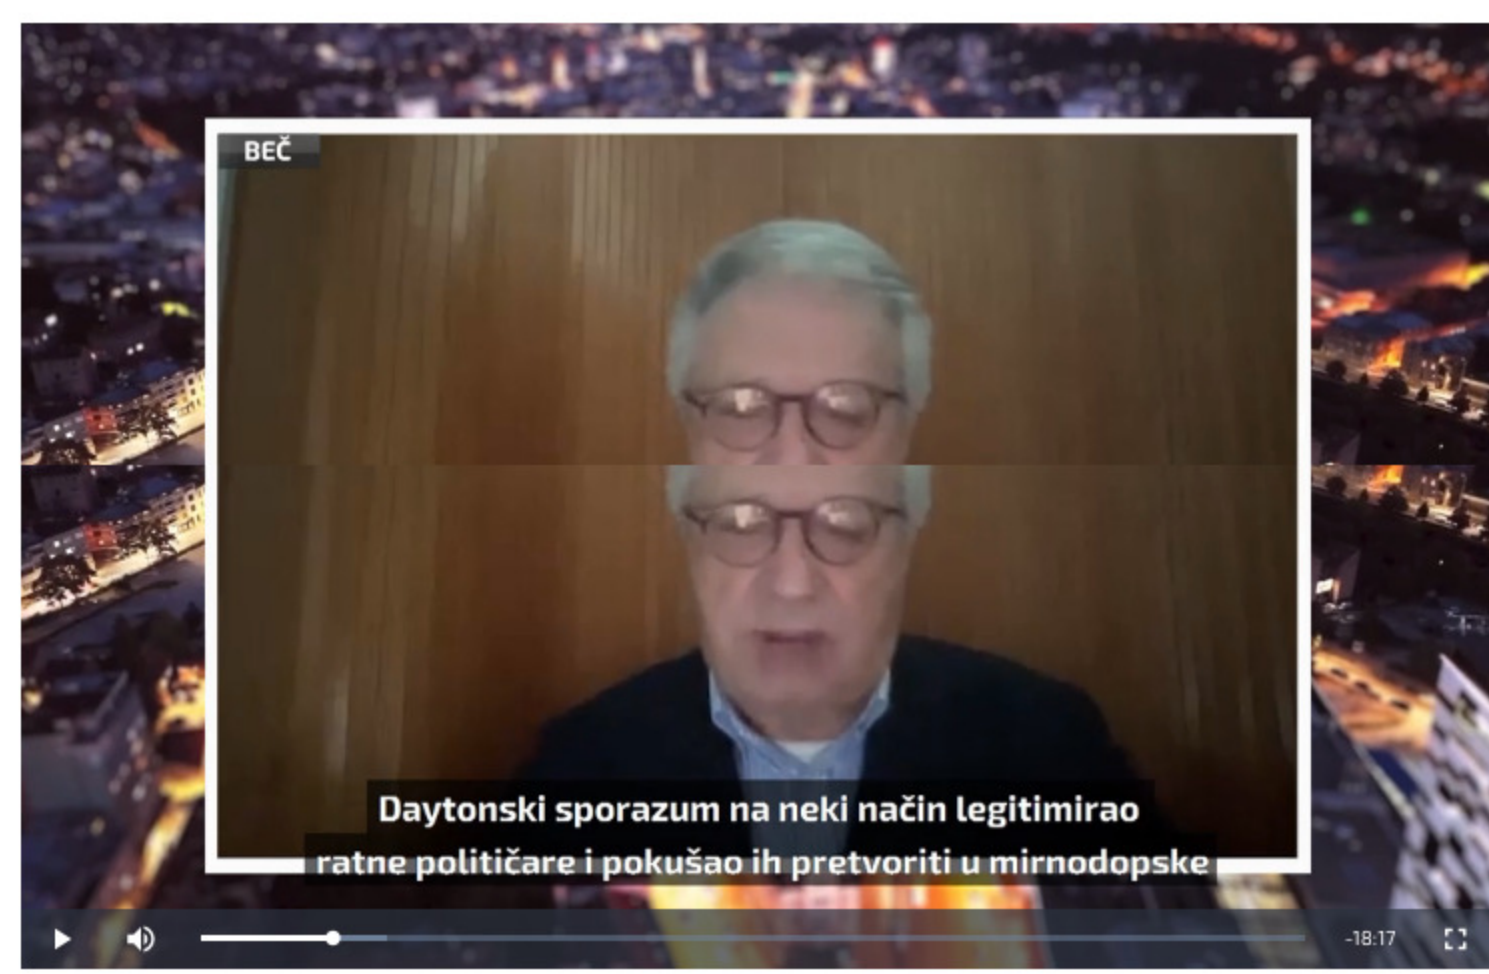 BEČ
Daytonski sporazum na neki način legitimirao
ratne političare i pokušao ih pretvoriti u mirnodopske
-18:17